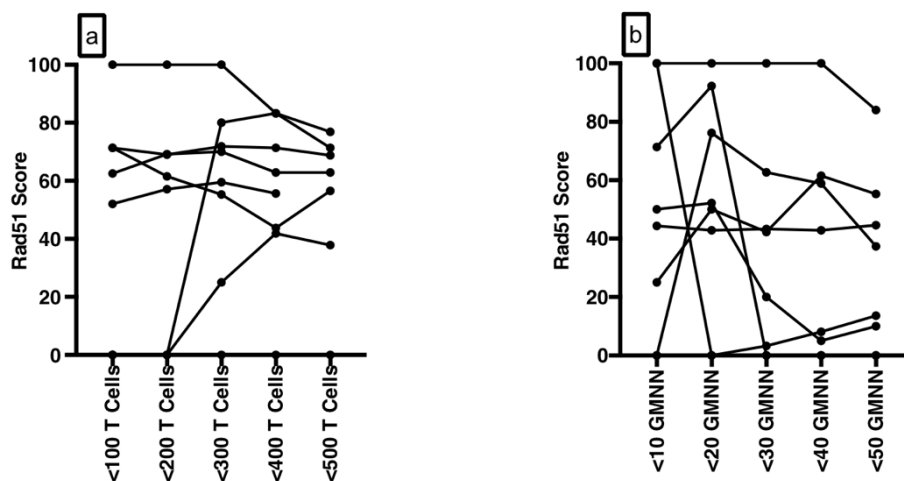 a
100
80
60
40
20
0
Rad51 Score
<100 T Cells
<200 T Cells
<300 T Cells
<400 T Cells
<500 T Cells
b
100
80
60
40
20
0
Rad51 Score
<10 GMNN
<20 GMNN
<30 GMNN
<40 GMNN
<50 GMNN